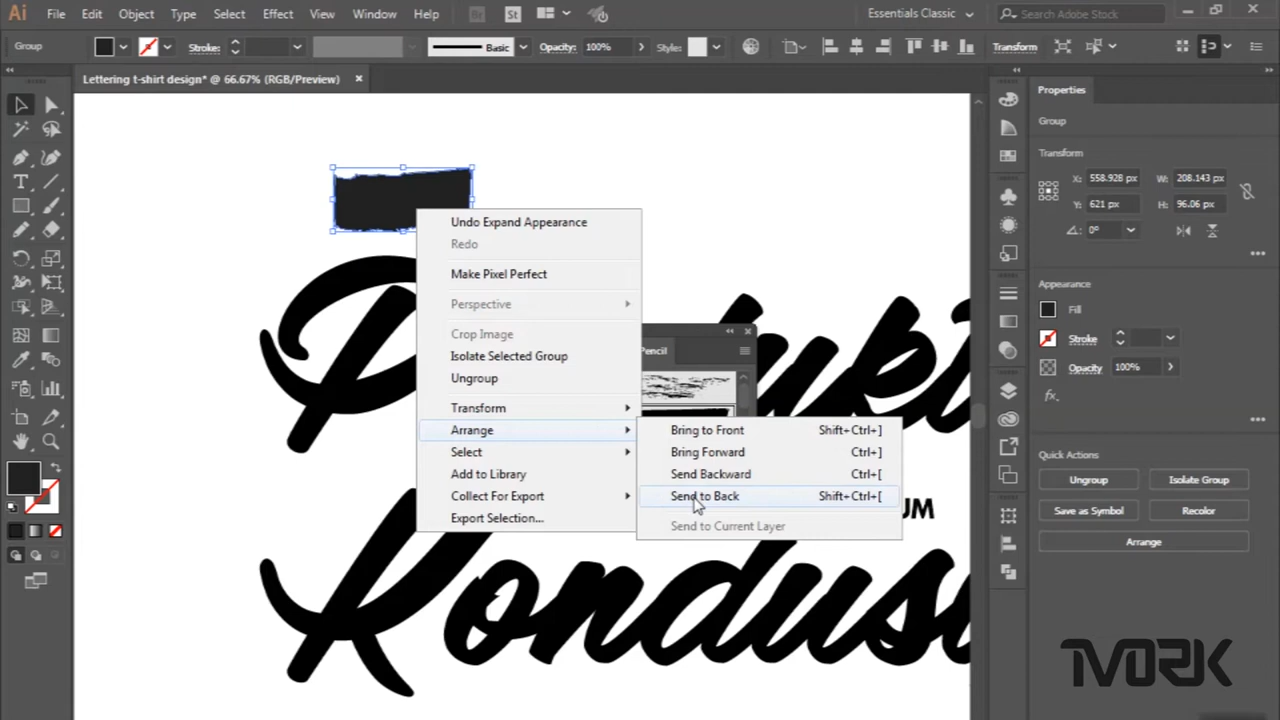 Ai File Edit Object Type Select Effect View Window Help Br St Essentials Classic Search Adobe Stock
Group Stroke: Basic Opacity: 100% Style: Transform
Lettering t-shirt design* @ 66.67% (RGB/Preview)
Properties
Group
Transform
X: 558.928 px W: 208.143 px
Y: 621 px H: 96.06 px
0°
Appearance
Fill
Stroke
Opacity 100%
fx.
Quick Actions
Ungroup Isolate Group
Save as Symbol Recolor
Arrange
Undo Expand Appearance
Redo
Make Pixel Perfect
Perspective
Crop Image
Isolate Selected Group
Ungroup
Transform
Arrange
Select
Add to Library
Collect For Export
Export Selection...
Bring to Front Shift+Ctrl+]
Bring Forward Ctrl+]
Send Backward Ctrl+[
Send to Back Shift+Ctrl+[
Send to Current Layer
Pencil
UM
Kondusi